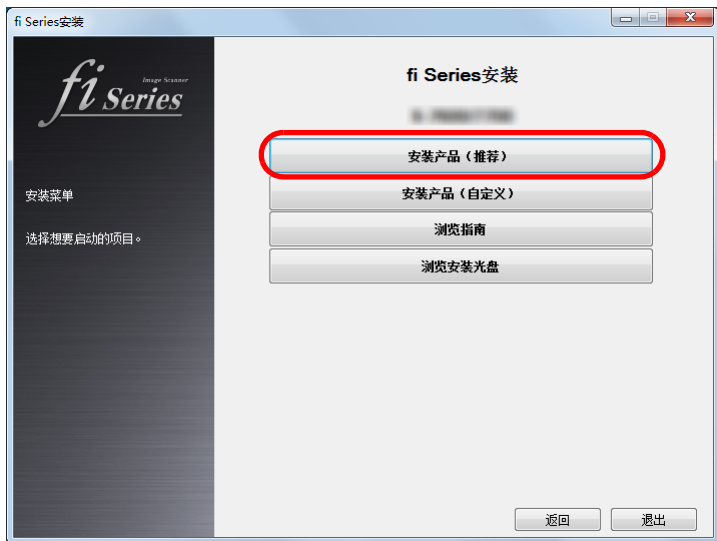 fi Series安装
Image Scanner
fi Series
安装菜单
选择想要启动的项目。
fi Series安装
安装产品（推荐）
安装产品（自定义）
浏览指南
浏览安装光盘
返回
退出